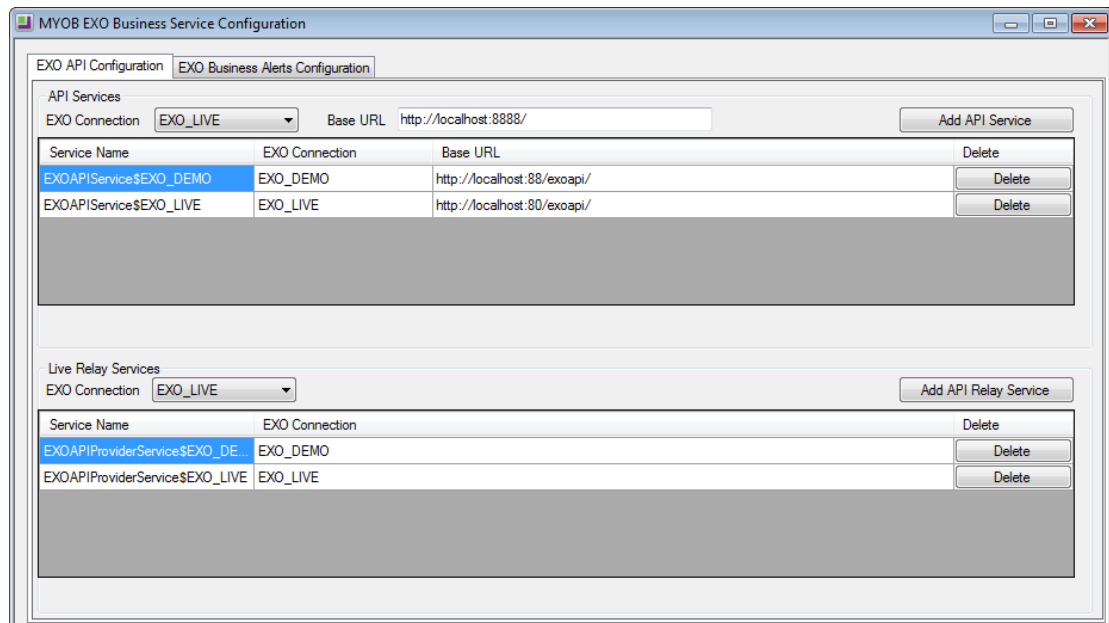 MYOB EXO Business Service Configuration
EXO API Configuration EXO Business Alerts Configuration
API Services
EXO Connection EXO_LIVE Base URL http://localhost:8888/ Add API Service
Service Name EXO Connection Base URL Delete
EXOAPIService$EXO_DEMO EXO_DEMO http://localhost:88/exoapi/ Delete
EXOAPIService$EXO_LIVE EXO_LIVE http://localhost:80/exoapi/ Delete
Live Relay Services
EXO Connection EXO_LIVE Add API Relay Service
Service Name EXO Connection Delete
EXOAPIProviderService$EXO_DE... EXO_DEMO Delete
EXOAPIProviderService$EXO_LIVE EXO_LIVE Delete